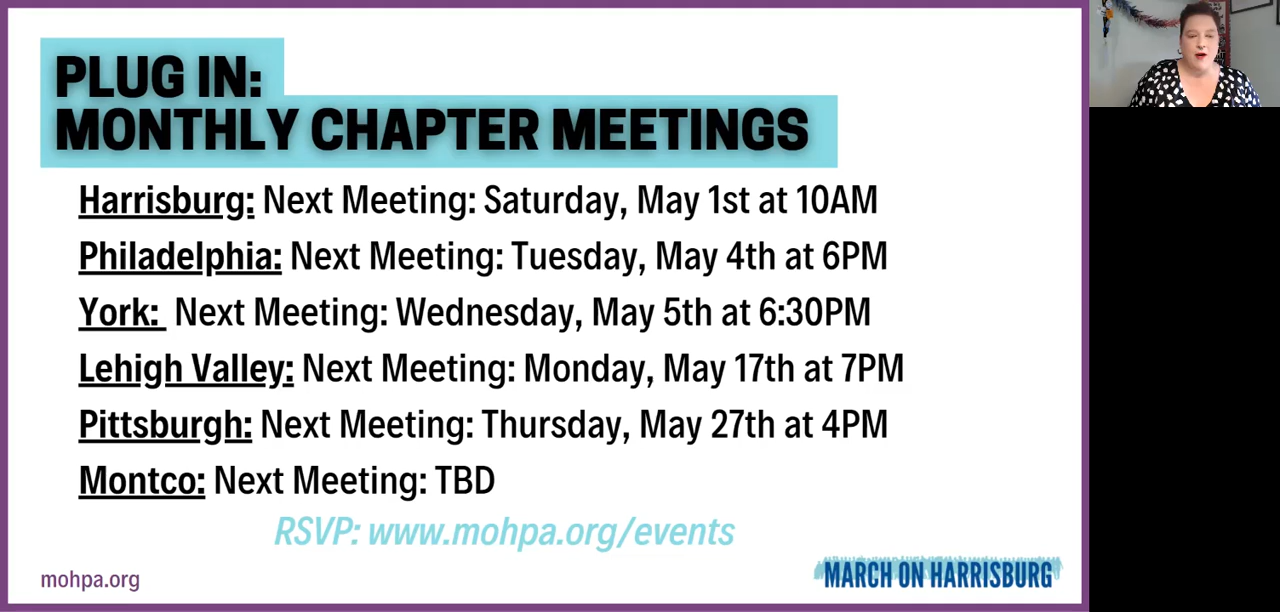 PLUG IN:
MONTHLY CHAPTER MEETINGS
Harrisburg: Next Meeting: Saturday, May 1st at 10AM
Philadelphia: Next Meeting: Tuesday, May 4th at 6PM
York: Next Meeting: Wednesday, May 5th at 6:30PM
Lehigh Valley: Next Meeting: Monday, May 17th at 7PM
Pittsburgh: Next Meeting: Thursday, May 27th at 4PM
Montco: Next Meeting: TBD
RSVP: www.mohpa.org/events
mohpa.org
MARCH ON HARRISBURG